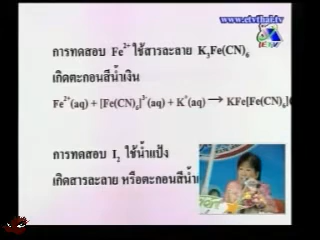 www.etvthai.tv
ETV
การทดสอบ Fe²⁺ ใช้สารละลาย K₃Fe(CN)₆
เกิดตะกอนสีน้ำเงิน
Fe²⁺(aq) + [Fe(CN)₆]³⁻(aq) + K⁺(aq) → KFe[Fe(CN)₆](
การทดสอบ I₂ ใช้น้ำแป้ง
เกิดสารละลาย หรือตะกอนสีน้ำ